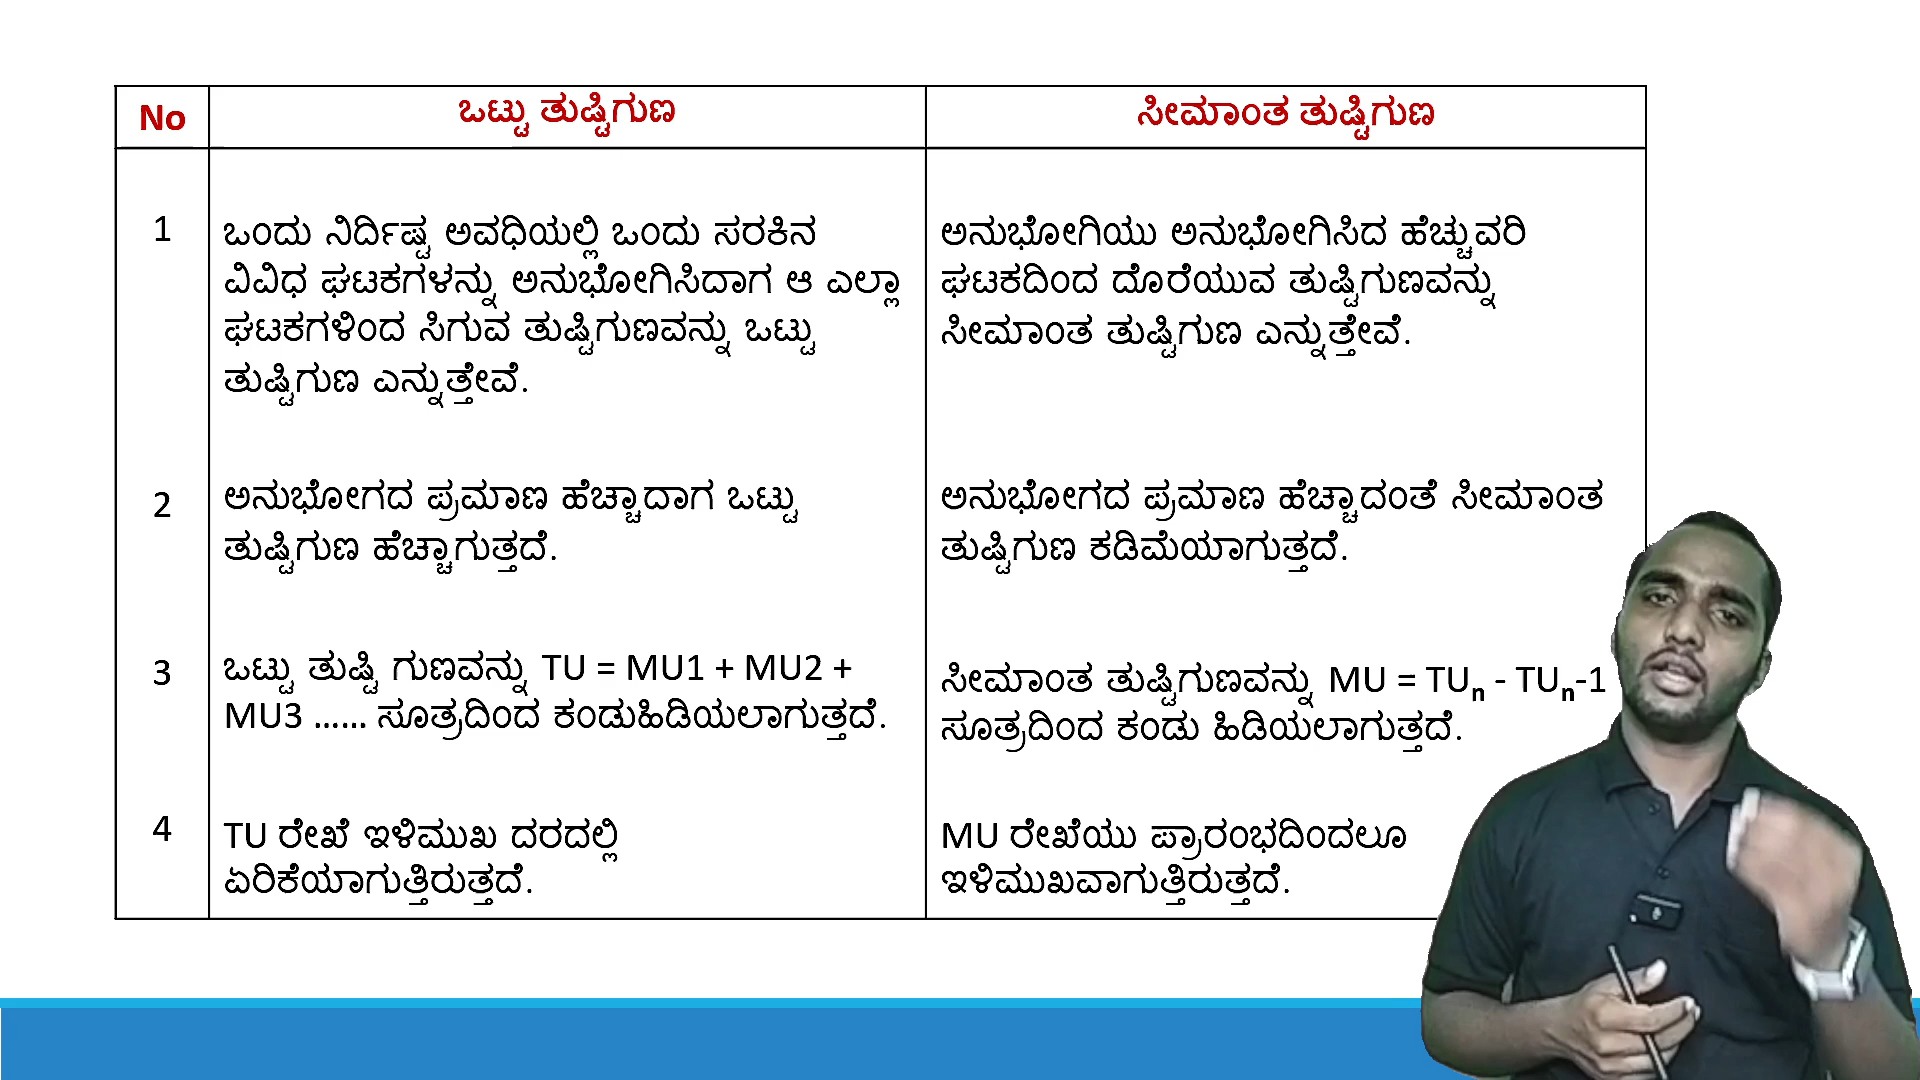 No ಒಟ್ಟು ತುಷ್ಟಿಗುಣ ಸೀಮಾಂತ ತುಷ್ಟಿಗುಣ
1
ಒಂದು ನಿರ್ದಿಷ್ಟ ಅವಧಿಯಲ್ಲಿ ಒಂದು ಸರಕಿನ
ವಿವಿಧ ಘಟಕಗಳನ್ನು ಅನುಭೋಗಿಸಿದಾಗ ಆ ಎಲ್ಲಾ
ಘಟಕಗಳಿಂದ ಸಿಗುವ ತುಷ್ಟಿಗುಣವನ್ನು ಒಟ್ಟು
ತುಷ್ಟಿಗುಣ ಎನ್ನುತ್ತೇವೆ.
ಅನುಭೋಗಿಯು ಅನುಭೋಗಿಸಿದ ಹೆಚ್ಚುವರಿ
ಘಟಕದಿಂದ ದೊರೆಯುವ ತುಷ್ಟಿಗುಣವನ್ನು
ಸೀಮಾಂತ ತುಷ್ಟಿಗುಣ ಎನ್ನುತ್ತೇವೆ.
2
ಅನುಭೋಗದ ಪ್ರಮಾಣ ಹೆಚ್ಚಾದಾಗ ಒಟ್ಟು
ತುಷ್ಟಿಗುಣ ಹೆಚ್ಚಾಗುತ್ತದೆ.
ಅನುಭೋಗದ ಪ್ರಮಾಣ ಹೆಚ್ಚಾದಂತೆ ಸೀಮಾಂತ
ತುಷ್ಟಿಗುಣ ಕಡಿಮೆಯಾಗುತ್ತದೆ.
3
ಒಟ್ಟು ತುಷ್ಟಿ ಗುಣವನ್ನು TU = MU1 + MU2 +
MU3 ...... ಸೂತ್ರದಿಂದ ಕಂಡುಹಿಡಿಯಲಾಗುತ್ತದೆ.
ಸೀಮಾಂತ ತುಷ್ಟಿಗುಣವನ್ನು MU = TUn - TUn-1
ಸೂತ್ರದಿಂದ ಕಂಡು ಹಿಡಿಯಲಾಗುತ್ತದೆ.
4
TU ರೇಖೆ ಇಳಿಮುಖ ದರದಲ್ಲಿ
ಏರಿಕೆಯಾಗುತ್ತಿರುತ್ತದೆ.
MU ರೇಖೆಯು ಪ್ರಾರಂಭದಿಂದಲೂ
ಇಳಿಮುಖವಾಗುತ್ತಿರುತ್ತದೆ.